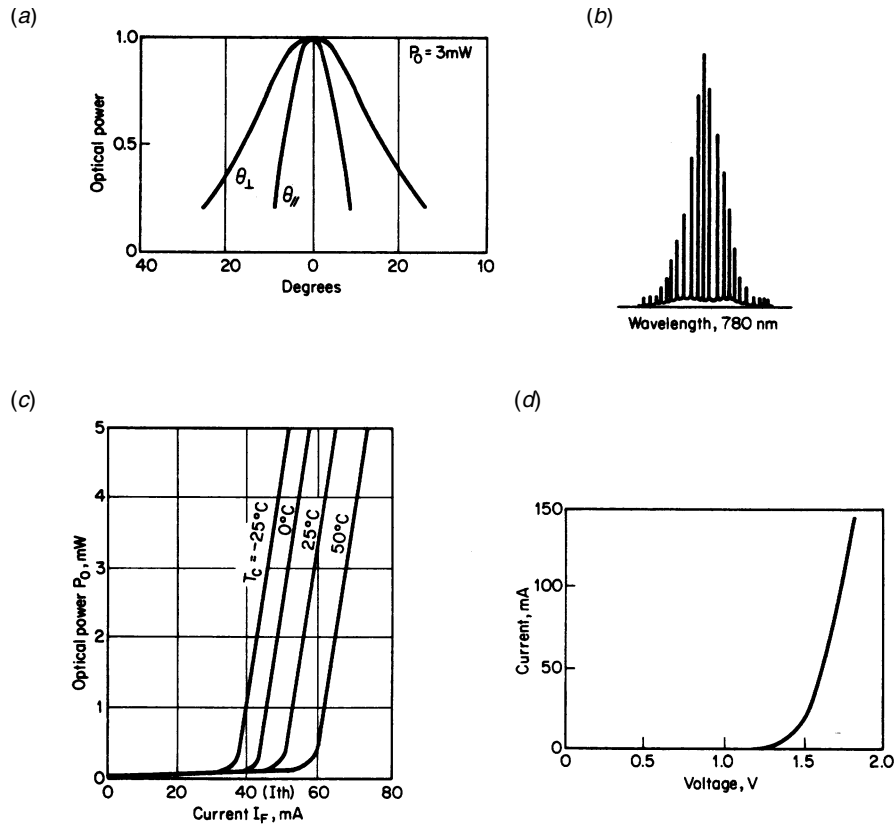 (a)
1.0
P₀ = 3mW
Optical power
0.5
θ⊥
θ//
0
40 20 0 20 10
Degrees
(b)
Wavelength, 780 nm
(c)
5
4
3
2
1
0
Optical power P₀, mW
T_C = -25°C
0°C
25°C
50°C
0 20 40 (Ith) 60 80
Current I_F, mA
(d)
150
100
50
0
Current, mA
0 0.5 1.0 1.5 2.0
Voltage, V